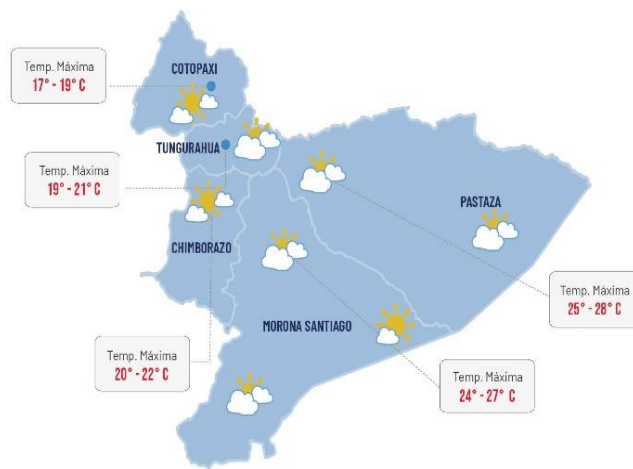 COTOPAXI
Temp. Máxima
17° - 19° C
TUNGURAHUA
Temp. Máxima
19° - 21° C
PASTAZA
CHIMBORAZO
Temp. Máxima
25° - 28° C
MORONA SANTIAGO
Temp. Máxima
20° - 22° C
Temp. Máxima
24° - 27° C